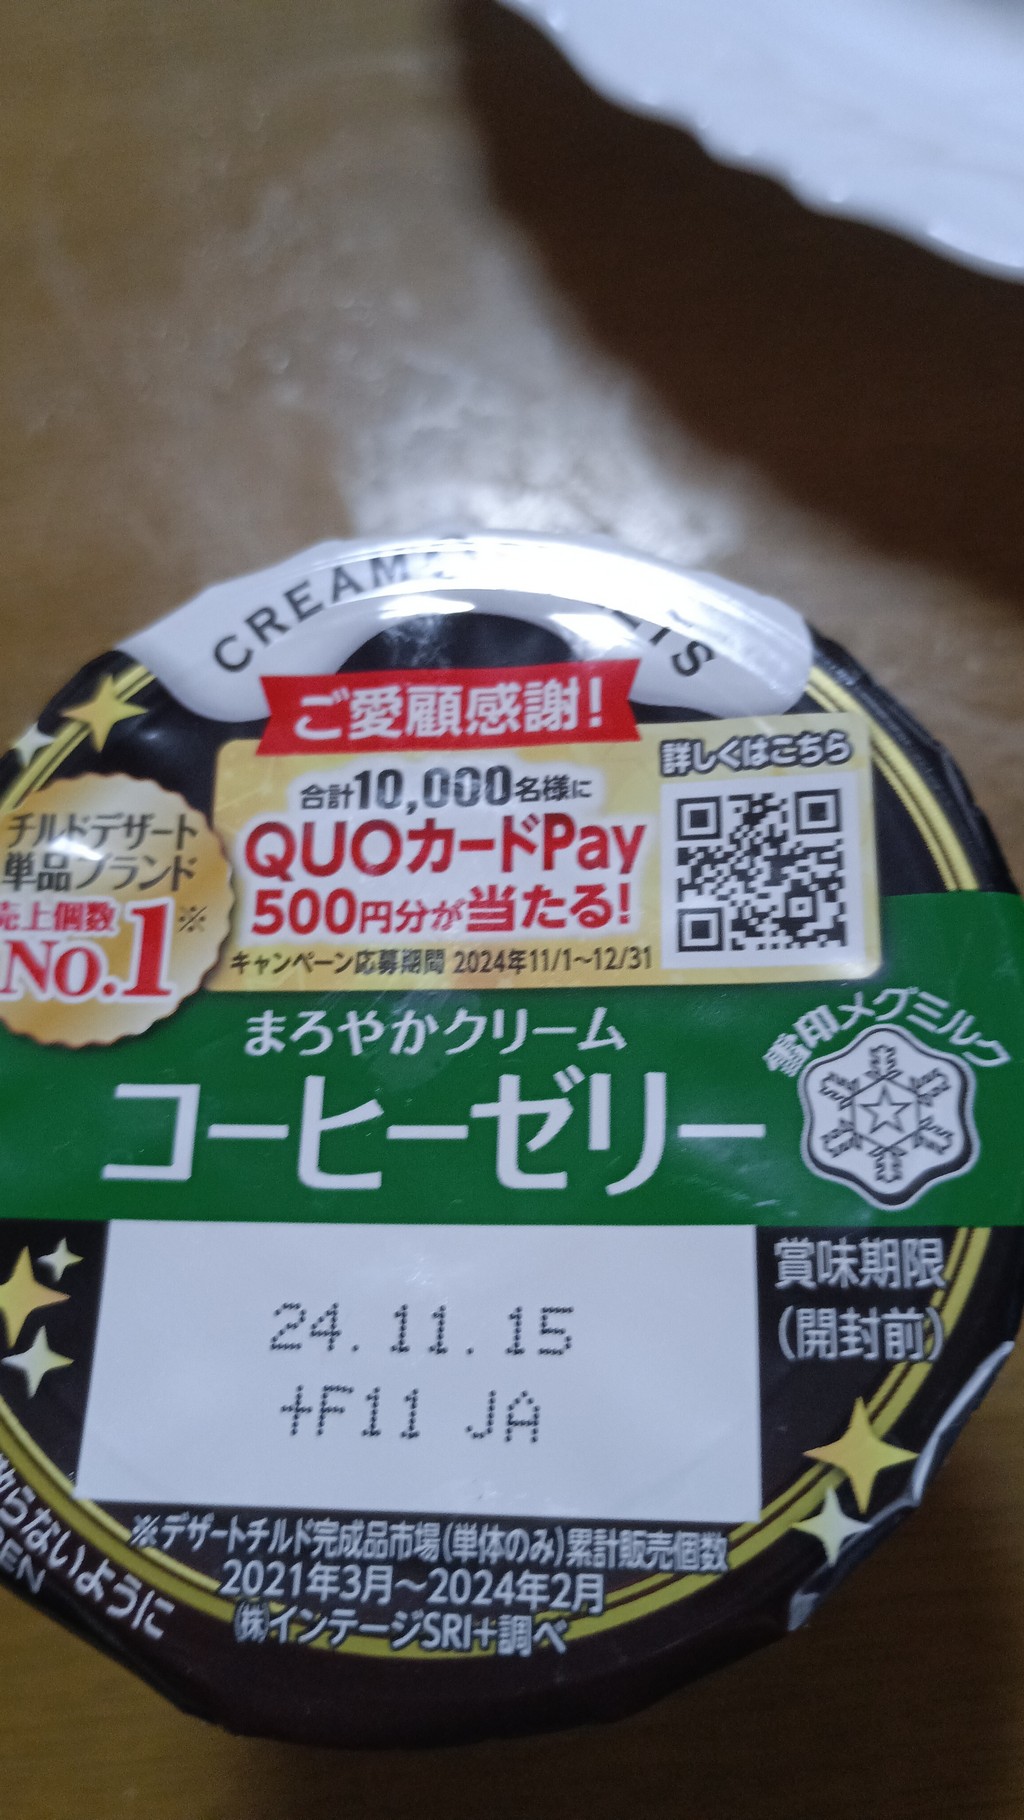 CREAM
ご愛顧感謝!
合計10,000名様に
QUOカードPay
500円分が当たる!
キャンペーン応募期間 2024年11/1~12/31
詳しくはこちら
チルドデザート
単品ブランド
売上個数
No.1※
まろやかクリーム
コーヒーゼリー
雪印メグミルク
賞味期限
(開封前)
24.11.15
+F11 JA
※デザートチルド完成品市場(単体のみ)累計販売個数
2021年3月~2024年2月
(株)インテージSRI+調べ
らないように